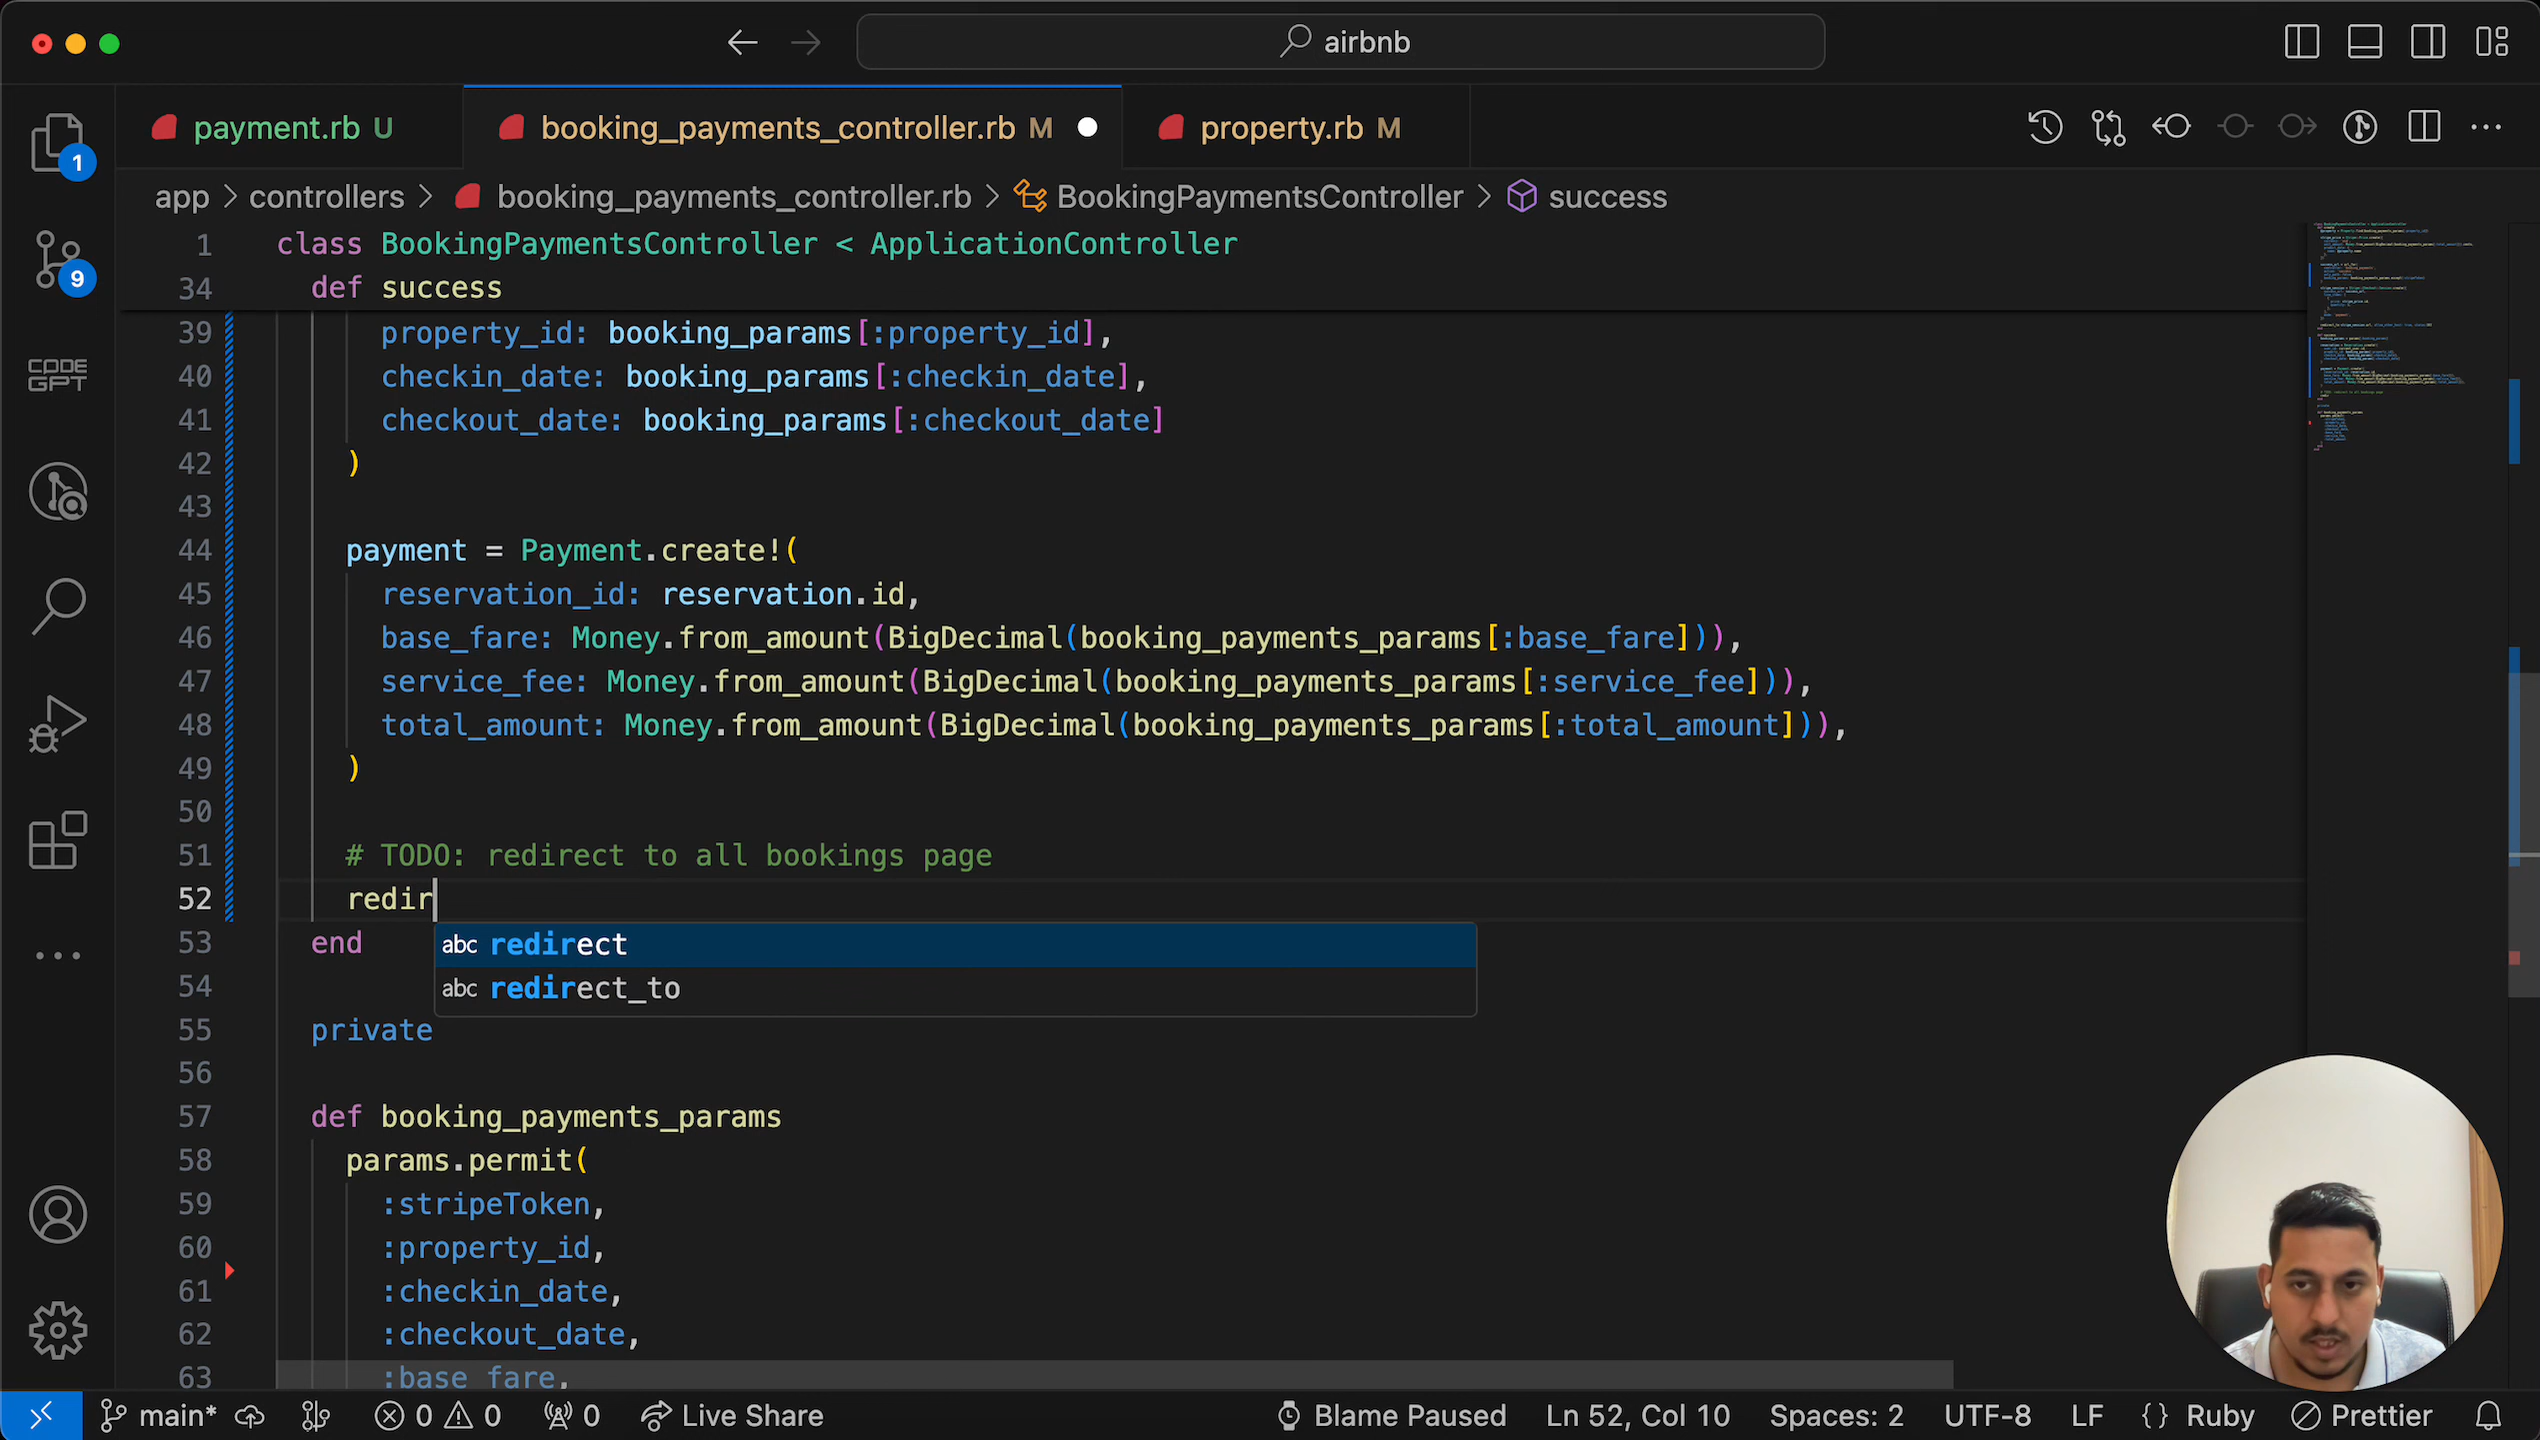 airbnb
payment.rb U
booking_payments_controller.rb M
property.rb M
app > controllers > booking_payments_controller.rb > BookingPaymentsController > success
1 class BookingPaymentsController < ApplicationController
34 def success
39 property_id: booking_params[:property_id],
40 checkin_date: booking_params[:checkin_date],
41 checkout_date: booking_params[:checkout_date]
42 )
43
44 payment = Payment.create!(
45 reservation_id: reservation.id,
46 base_fare: Money.from_amount(BigDecimal(booking_payments_params[:base_fare])),
47 service_fee: Money.from_amount(BigDecimal(booking_payments_params[:service_fee])),
48 total_amount: Money.from_amount(BigDecimal(booking_payments_params[:total_amount])),
49 )
50
51 # TODO: redirect to all bookings page
52 redir
abc redirect
abc redirect_to
53 end
54
55 private
56
57 def booking_payments_params
58 params.permit(
59 :stripeToken,
60 :property_id,
61 :checkin_date,
62 :checkout_date,
63 :base_fare,
1
9
CODE
GPT
main* 0 0 0 Live Share Blame Paused Ln 52, Col 10 Spaces: 2 UTF-8 LF {} Ruby Prettier